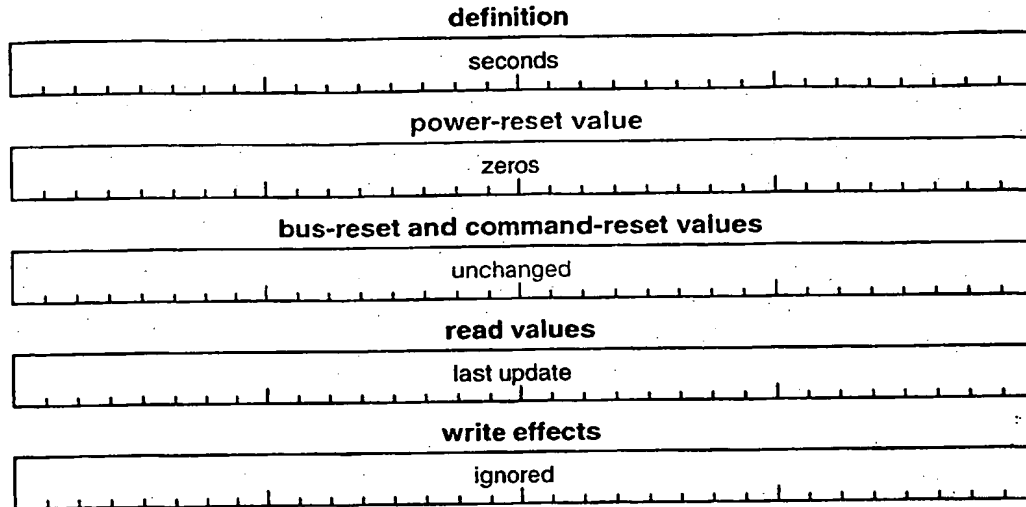 definition
seconds
power-reset value
zeros
bus-reset and command-reset values
unchanged
read values
last update
write effects
ignored